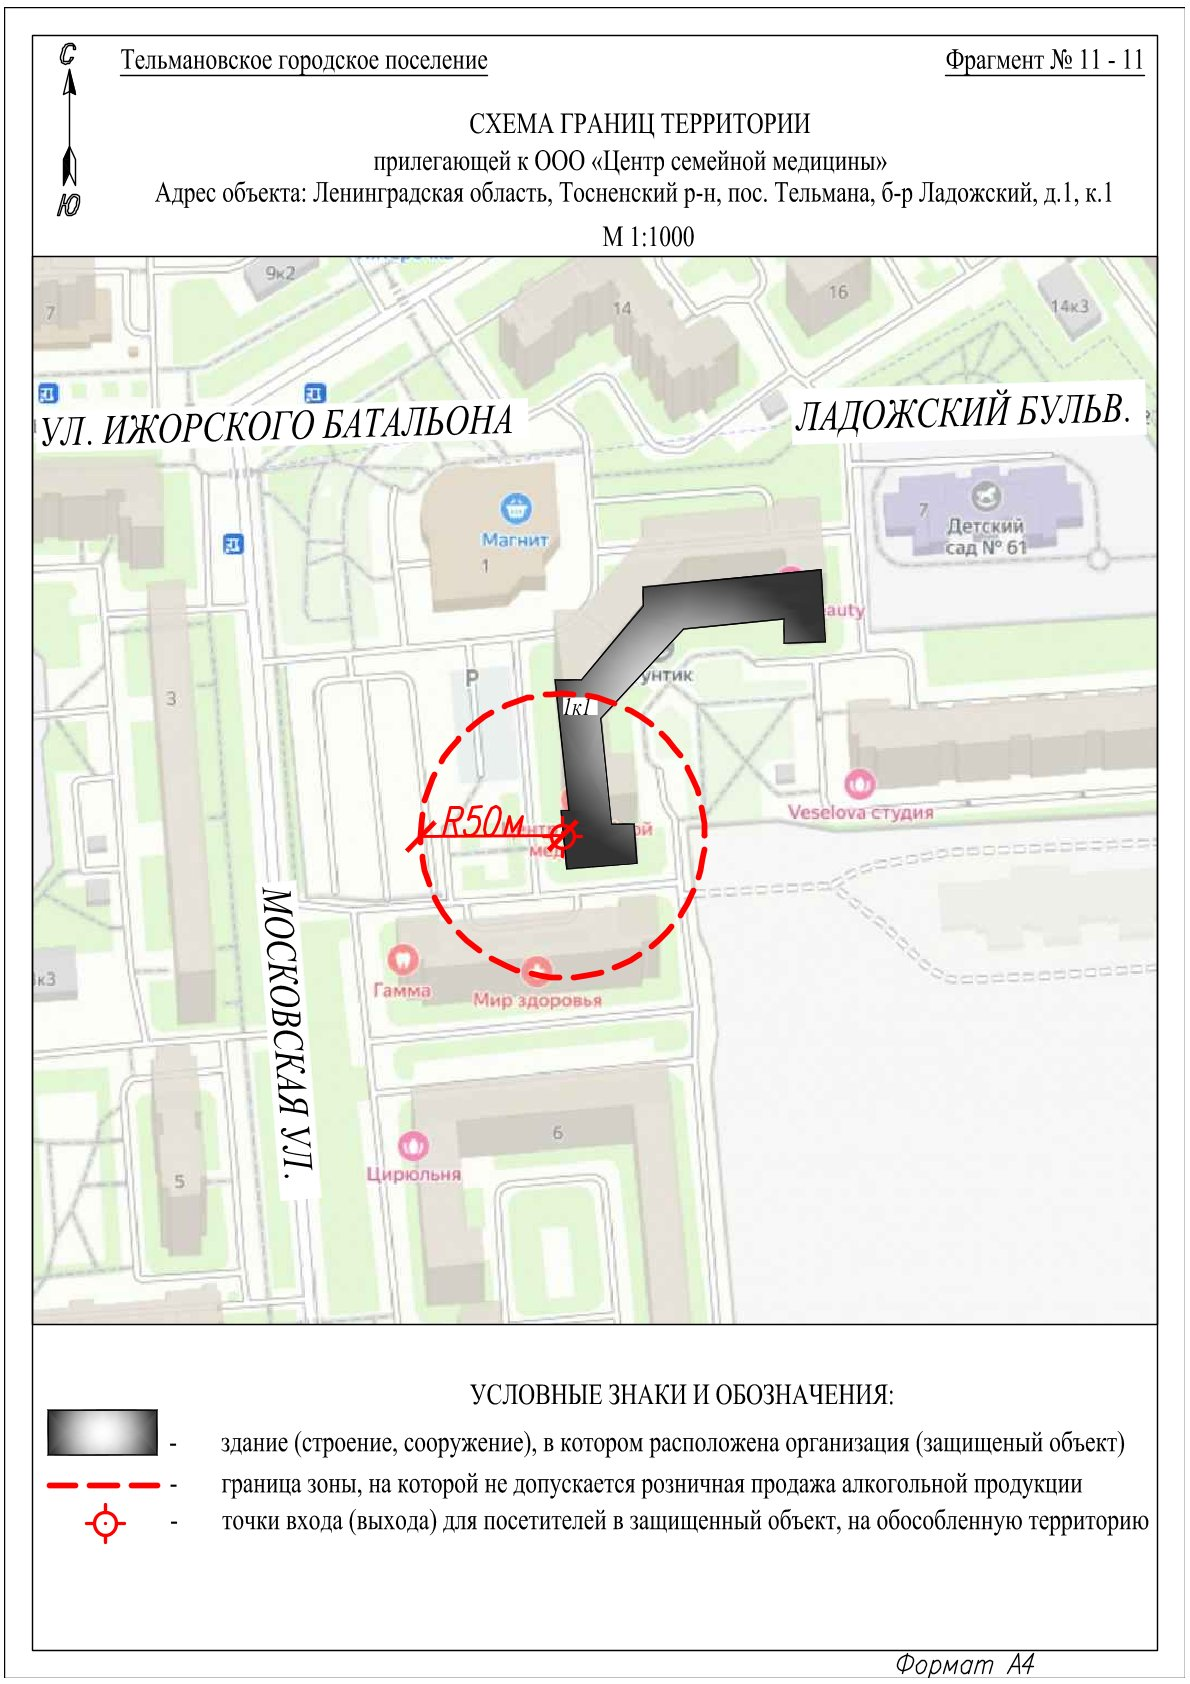 С
Тельмановское городское поселение
Фрагмент № 11 - 11
СХЕМА ГРАНИЦ ТЕРРИТОРИИ
прилегающей к ООО «Центр семейной медицины»
Ю
Адрес объекта: Ленинградская область, Тосненский р-н, пос. Тельмана, б-р Ладожский, д.1, к.1
М 1:1000
9к2
7
14
16
14к3
УЛ. ИЖОРСКОГО БАТАЛЬОНА
ЛАДОЖСКИЙ БУЛЬВ.
Магнит
1
7
Детский
сад № 61
auty
унтик
P
3
1к1
R50м
Veselova студия
МОСКОВСКАЯ УЛ.
к3
Гамма
Мир здоровья
6
Цирюльня
5
УСЛОВНЫЕ ЗНАКИ И ОБОЗНАЧЕНИЯ:
- здание (строение, сооружение), в котором расположена организация (защищеный объект)
- граница зоны, на которой не допускается розничная продажа алкогольной продукции
- точки входа (выхода) для посетителей в защищенный объект, на обособленную территорию
Формат А4